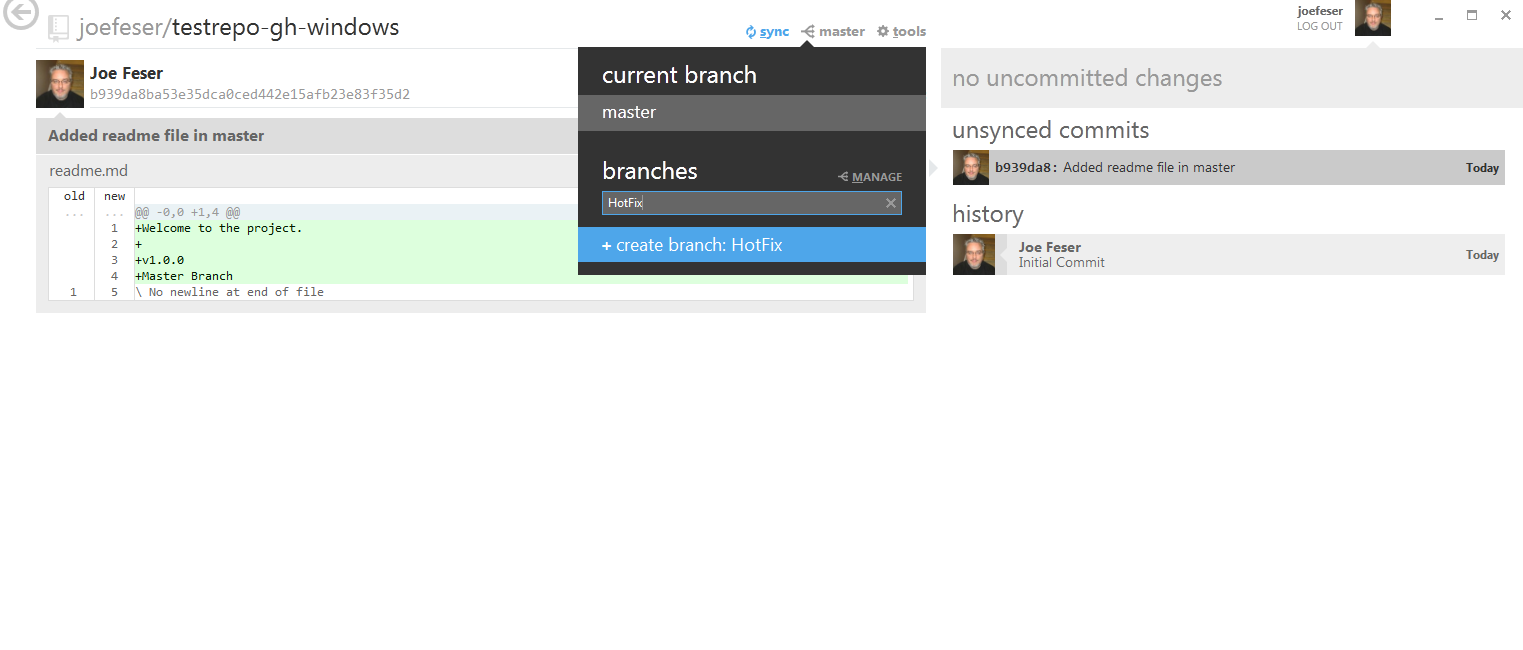 joefeser/testrepo-gh-windows
sync master tools
joefeser
LOG OUT
Joe Feser
b939da8ba53e35dca0ced442e15afb23e83f35d2
Added readme file in master
readme.md
old new
... ... @@ -0,0 +1,4 @@
1 +Welcome to the project.
2 +
3 +v1.0.0
4 +Master Branch
1 5 \ No newline at end of file
current branch
master
branches
MANAGE
HotFix
+ create branch: HotFix
no uncommitted changes
unsynced commits
b939da8: Added readme file in master Today
history
Joe Feser
Initial Commit
Today